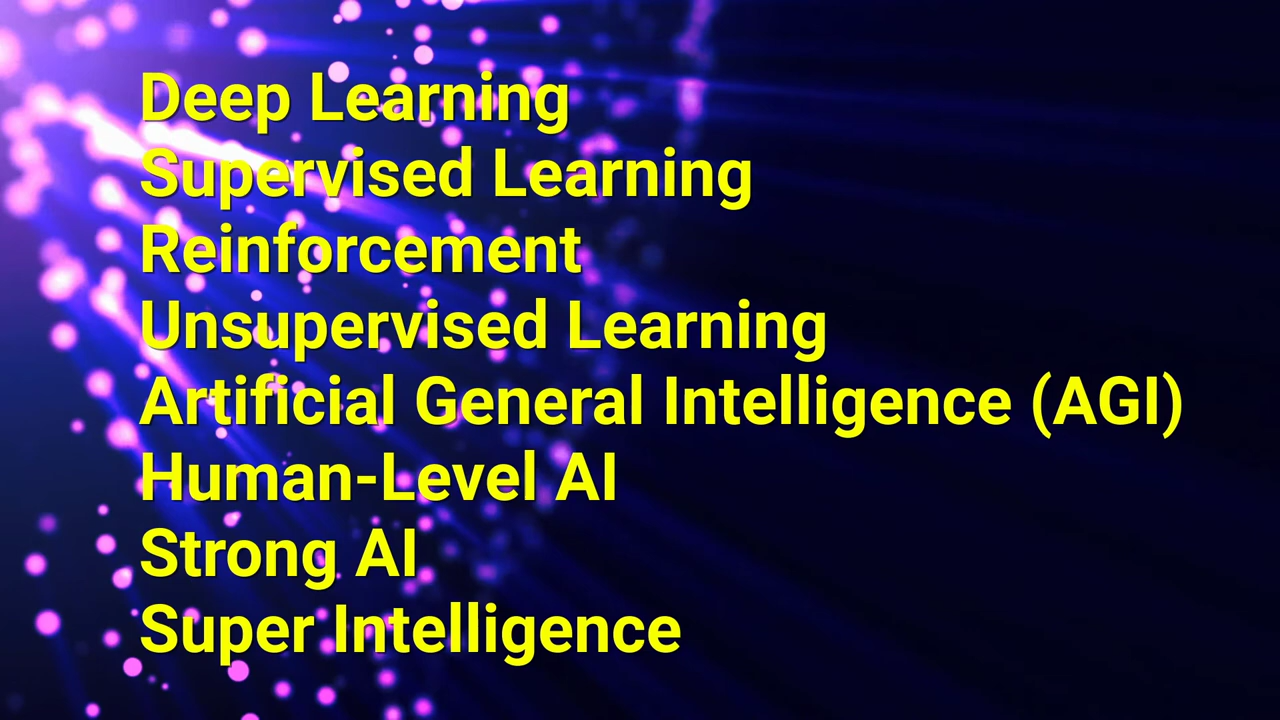 Deep Learning
Supervised Learning
Reinforcement
Unsupervised Learning
Artificial General Intelligence (AGI)
Human-Level AI
Strong AI
Super Intelligence